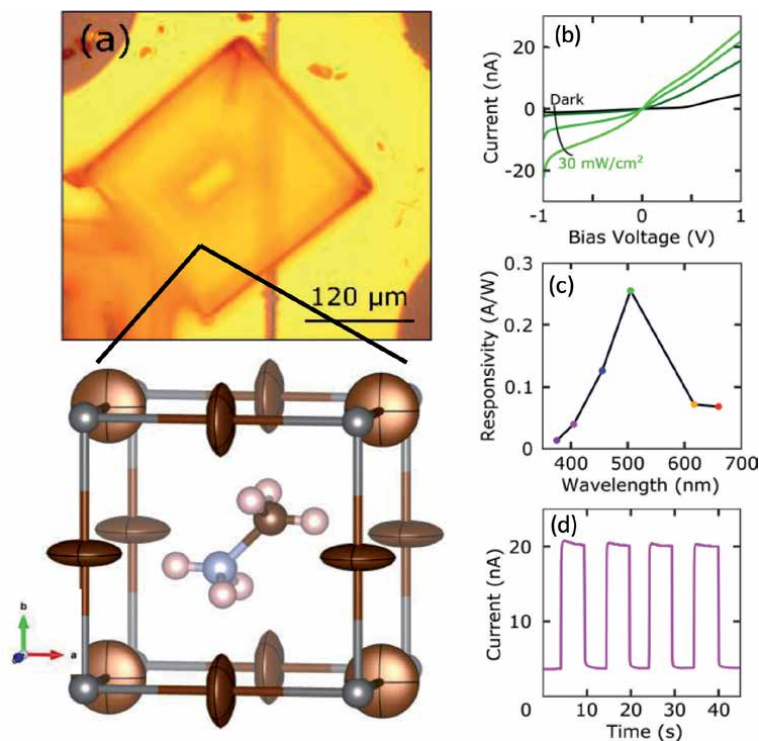 (a)
120 µm
b
a
(b)
Current (nA)
20
0
-20
Dark
30 mW/cm²
-1
0
1
Bias Voltage (V)
(c)
Responsivity (A/W)
0.3
0.2
0.1
0
400
500
600
700
Wavelength (nm)
(d)
Current (nA)
30
20
10
0
10
20
30
40
Time (s)